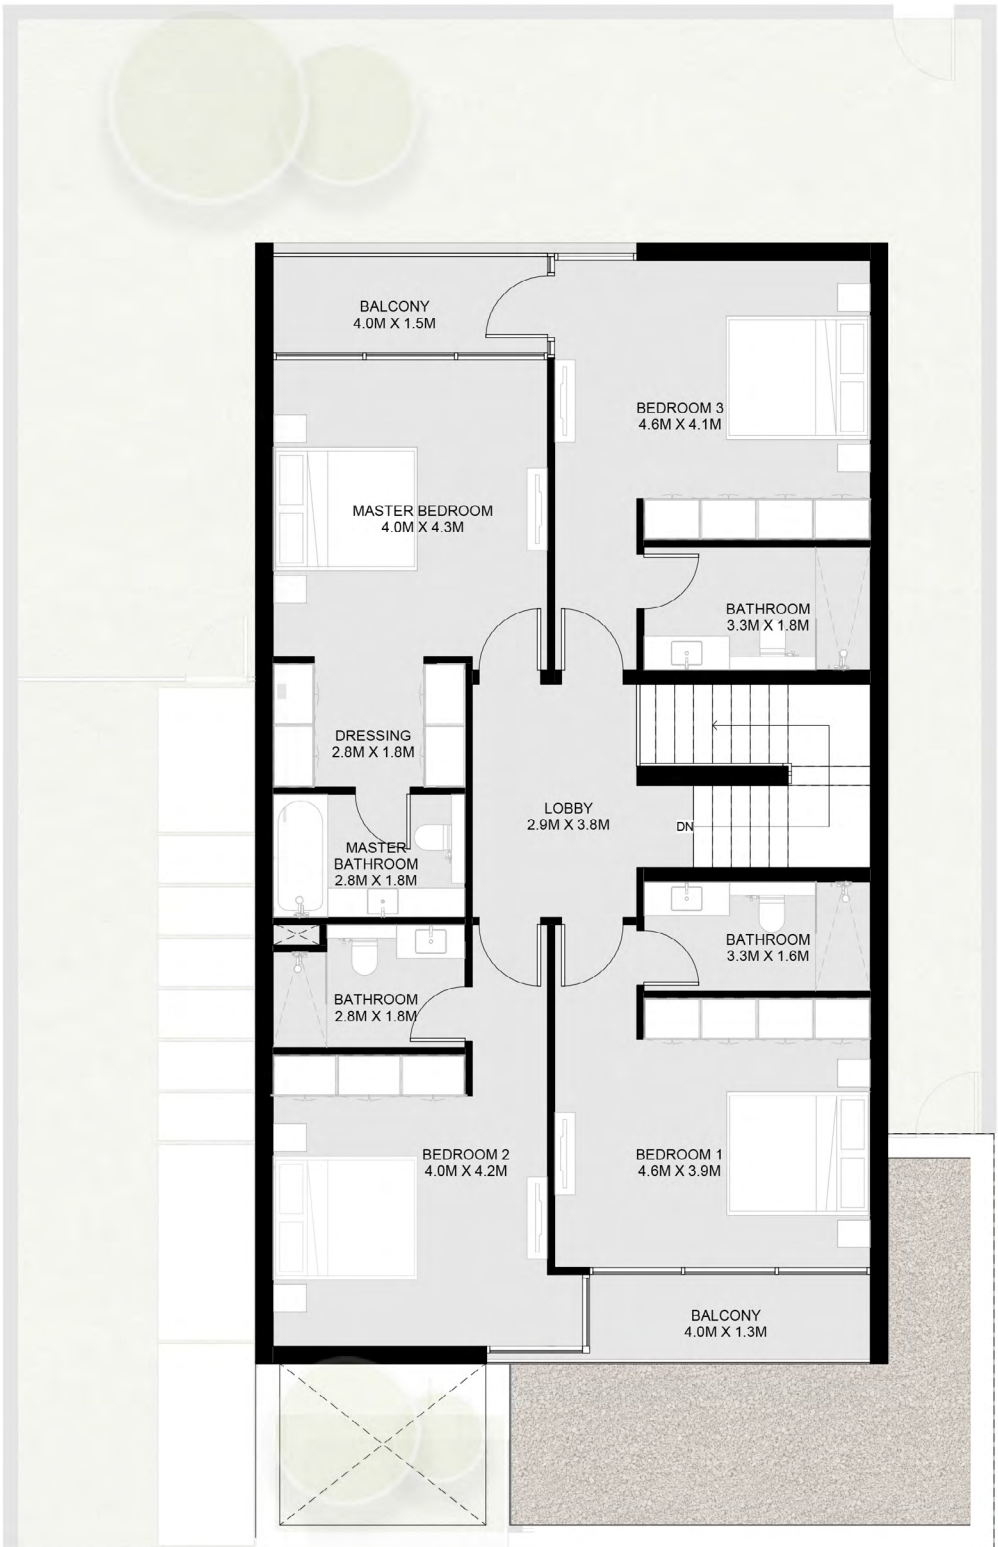 BALCONY
4.0M X 1.5M
BEDROOM 3
4.6M X 4.1M
MASTER BEDROOM
4.0M X 4.3M
BATHROOM
3.3M X 1.8M
DRESSING
2.8M X 1.8M
LOBBY
2.9M X 3.8M
DN
MASTER
BATHROOM
2.8M X 1.8M
BATHROOM
3.3M X 1.6M
BATHROOM
2.8M X 1.8M
BEDROOM 2
4.0M X 4.2M
BEDROOM 1
4.6M X 3.9M
BALCONY
4.0M X 1.3M